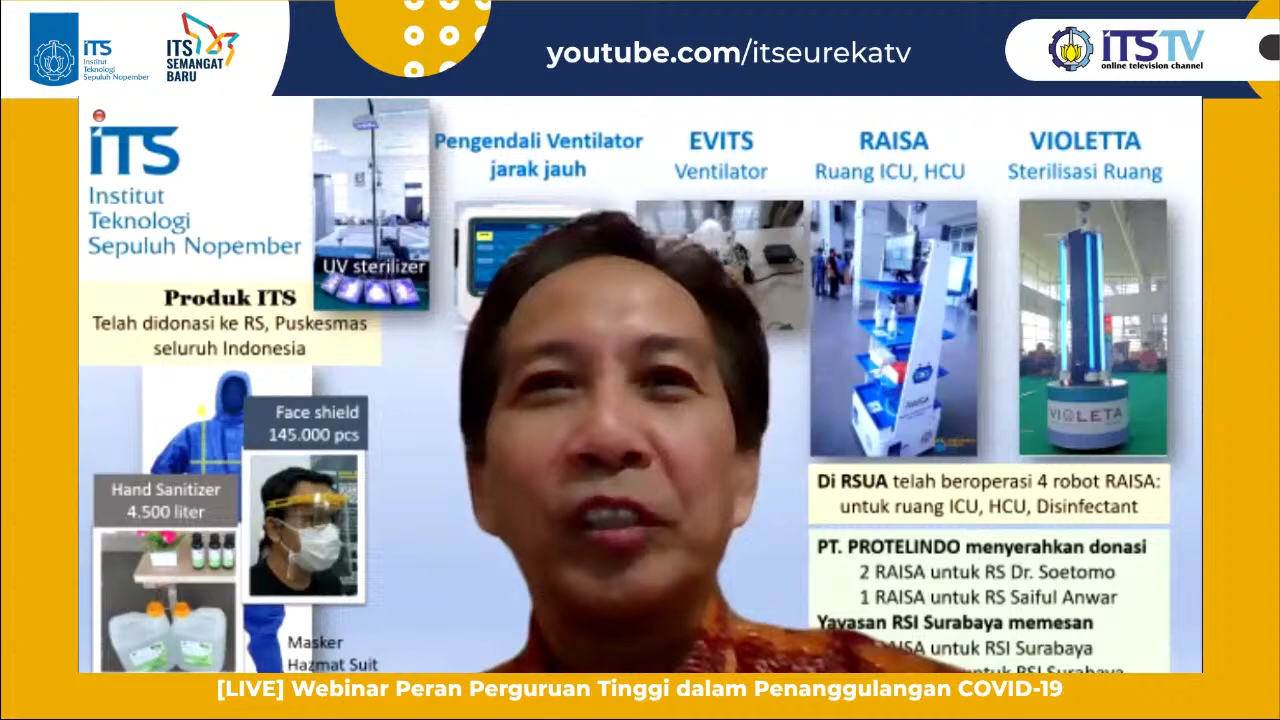 iTS
Institut
Teknologi
Sepuluh Nopember
ITS
SEMANGAT
BARU
youtube.com/itseurekatv
iTSTV
online television channel
iTS
Institut
Teknologi
Sepuluh Nopember
UV sterilizer
Pengendali Ventilator
jarak jauh
EVITS
Ventilator
RAISA
Ruang ICU, HCU
VIOLETTA
Sterilisasi Ruang
Produk ITS
Telah didonasi ke RS, Puskesmas
seluruh Indonesia
Face shield
145.000 pcs
Hand Sanitizer
4.500 liter
Masker
Hazmat Suit
RAISA
VIOLETA
Di RSUA telah beroperasi 4 robot RAISA:
untuk ruang ICU, HCU, Disinfectant
PT. PROTELINDO menyerahkan donasi
2 RAISA untuk RS Dr. Soetomo
1 RAISA untuk RS Saiful Anwar
Yayasan RSI Surabaya memesan
untuk RSI Surabaya
RSI Surabaya
[LIVE] Webinar Peran Perguruan Tinggi dalam Penanggulangan COVID-19